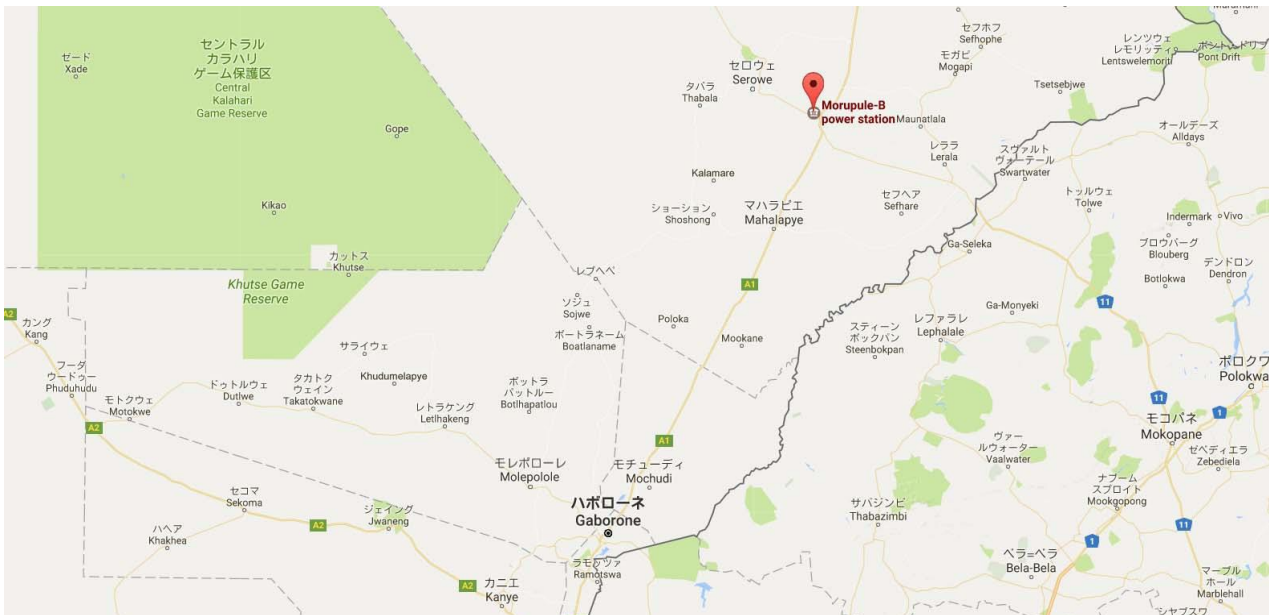 ゼード
Xade
セントラル
カラハリ
ゲーム保護区
Central
Kalahari
Game Reserve
Gope
Kikao
カットス
Khutse
Khutse Game
Reserve
セロウェ
Serowe
タバラ
Thabala
Morupule-B
power station
セフホフ
Sefhophe
モガピ
Mogapi
Maunatlala
Tsetsebjwe
レンツウェ
レモリッティ
Lentswelemoriti
Pont Drift
オールデーズ
Alldays
レララ
Lerala
スヴァルト
ヴォーテール
Swartwater
Kalamare
ショーション
Shoshong
マハラピエ
Mahalapye
セフヘア
Sefhare
トゥルウェ
Tolwe
Indermark
Vivo
ブロウバーグ
Blouberg
Botlokwa
デンドロン
Dendron
Ga-Seleka
Ga-Monyeki
A1
11
レプヘペ
ソジュ
Sojwe
ボートラネーム
Boatlaname
Poloka
Mookane
スティーン
ボックパン
Steenbokpan
レファラレ
Lephalale
A2
カング
Kang
フーダ
ウードゥー
Phuduhudu
モトクウェ
Motokwe
ドゥトルウェ
Dutlwe
タカトク
ウェイン
Takatokwane
サライウェ
Khudumelapye
レトラケング
Letlhakeng
ボットラ
パットルー
Botlhapatlou
ポロクワ
Polokwa
11
1
モコパネ
Mokopane
A2
A1
モレポローレ
Molepolole
モチューディ
Mochudi
ヴァー
ルウォーター
Vaalwater
ゼベディエラ
Zebediela
ナブーム
スプロイト
Mookgopong
セコマ
Sekoma
ジェイング
Jwaneng
ハボローネ
Gaborone
サバジンビ
Thabazimbi
A2
11
1
ハヘア
Khakhea
ラモツァ
Ramotswa
A2
カニエ
Kanye
ベラ=ベラ
Bela-Bela
マーブル
ホール
Marblehall
シヤブスワ